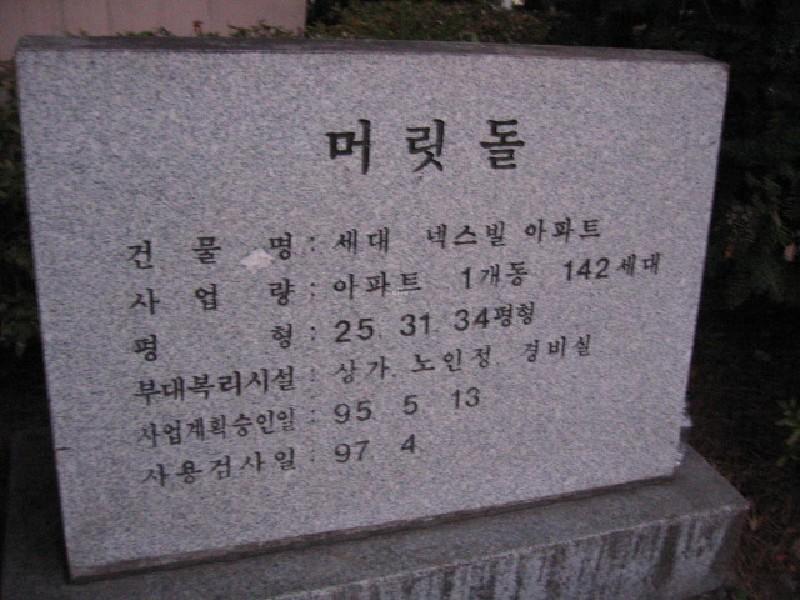 머릿돌
건물명 : 세대 넥스빌 아파트
사업량 : 아파트 1개동 142세대
평형 : 25. 31. 34평형
부대복리시설 : 상가. 노인정. 경비실
사업계획승인일 : 95. 5. 13
사용검사일 : 97. 4